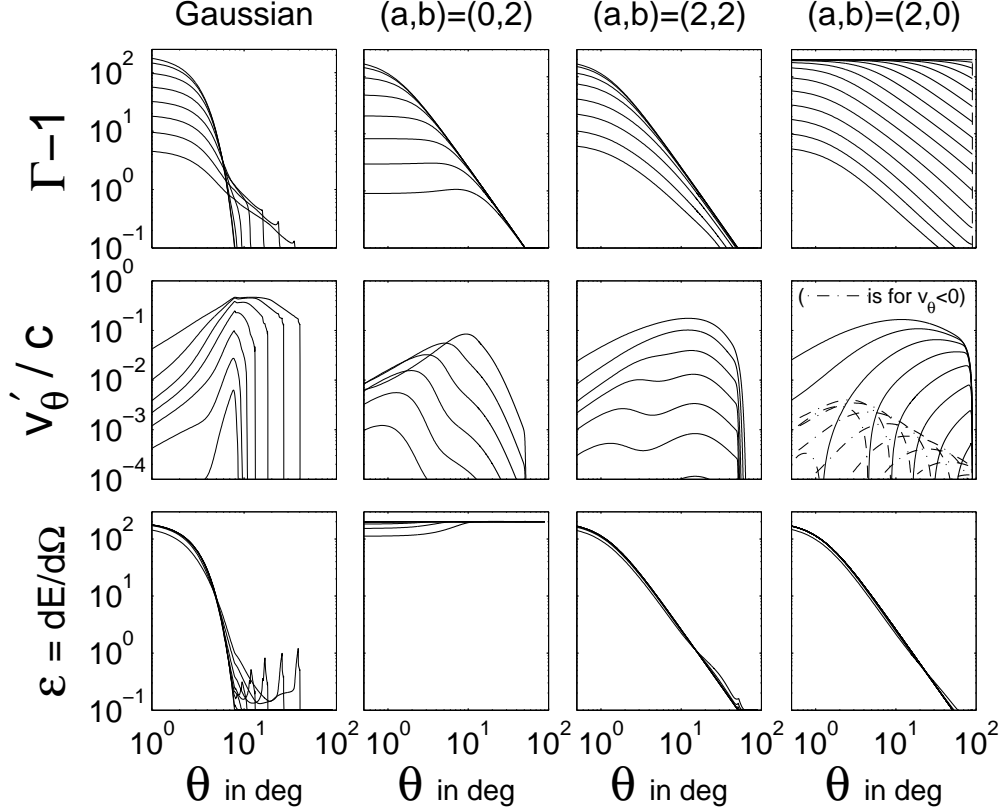 Gaussian (a,b)=(0,2) (a,b)=(2,2) (a,b)=(2,0)
Γ−1
10^2
10^1
10^0
10^-1
v′_θ / c
10^0
10^-1
10^-2
10^-3
10^-4
( -·-·- is for v_θ<0)
ε = dE/dΩ
10^2
10^1
10^0
10^-1
10^0 10^1 10^2 10^0 10^1 10^2 10^0 10^1 10^2 10^0 10^1 10^2
θ in deg θ in deg θ in deg θ in deg